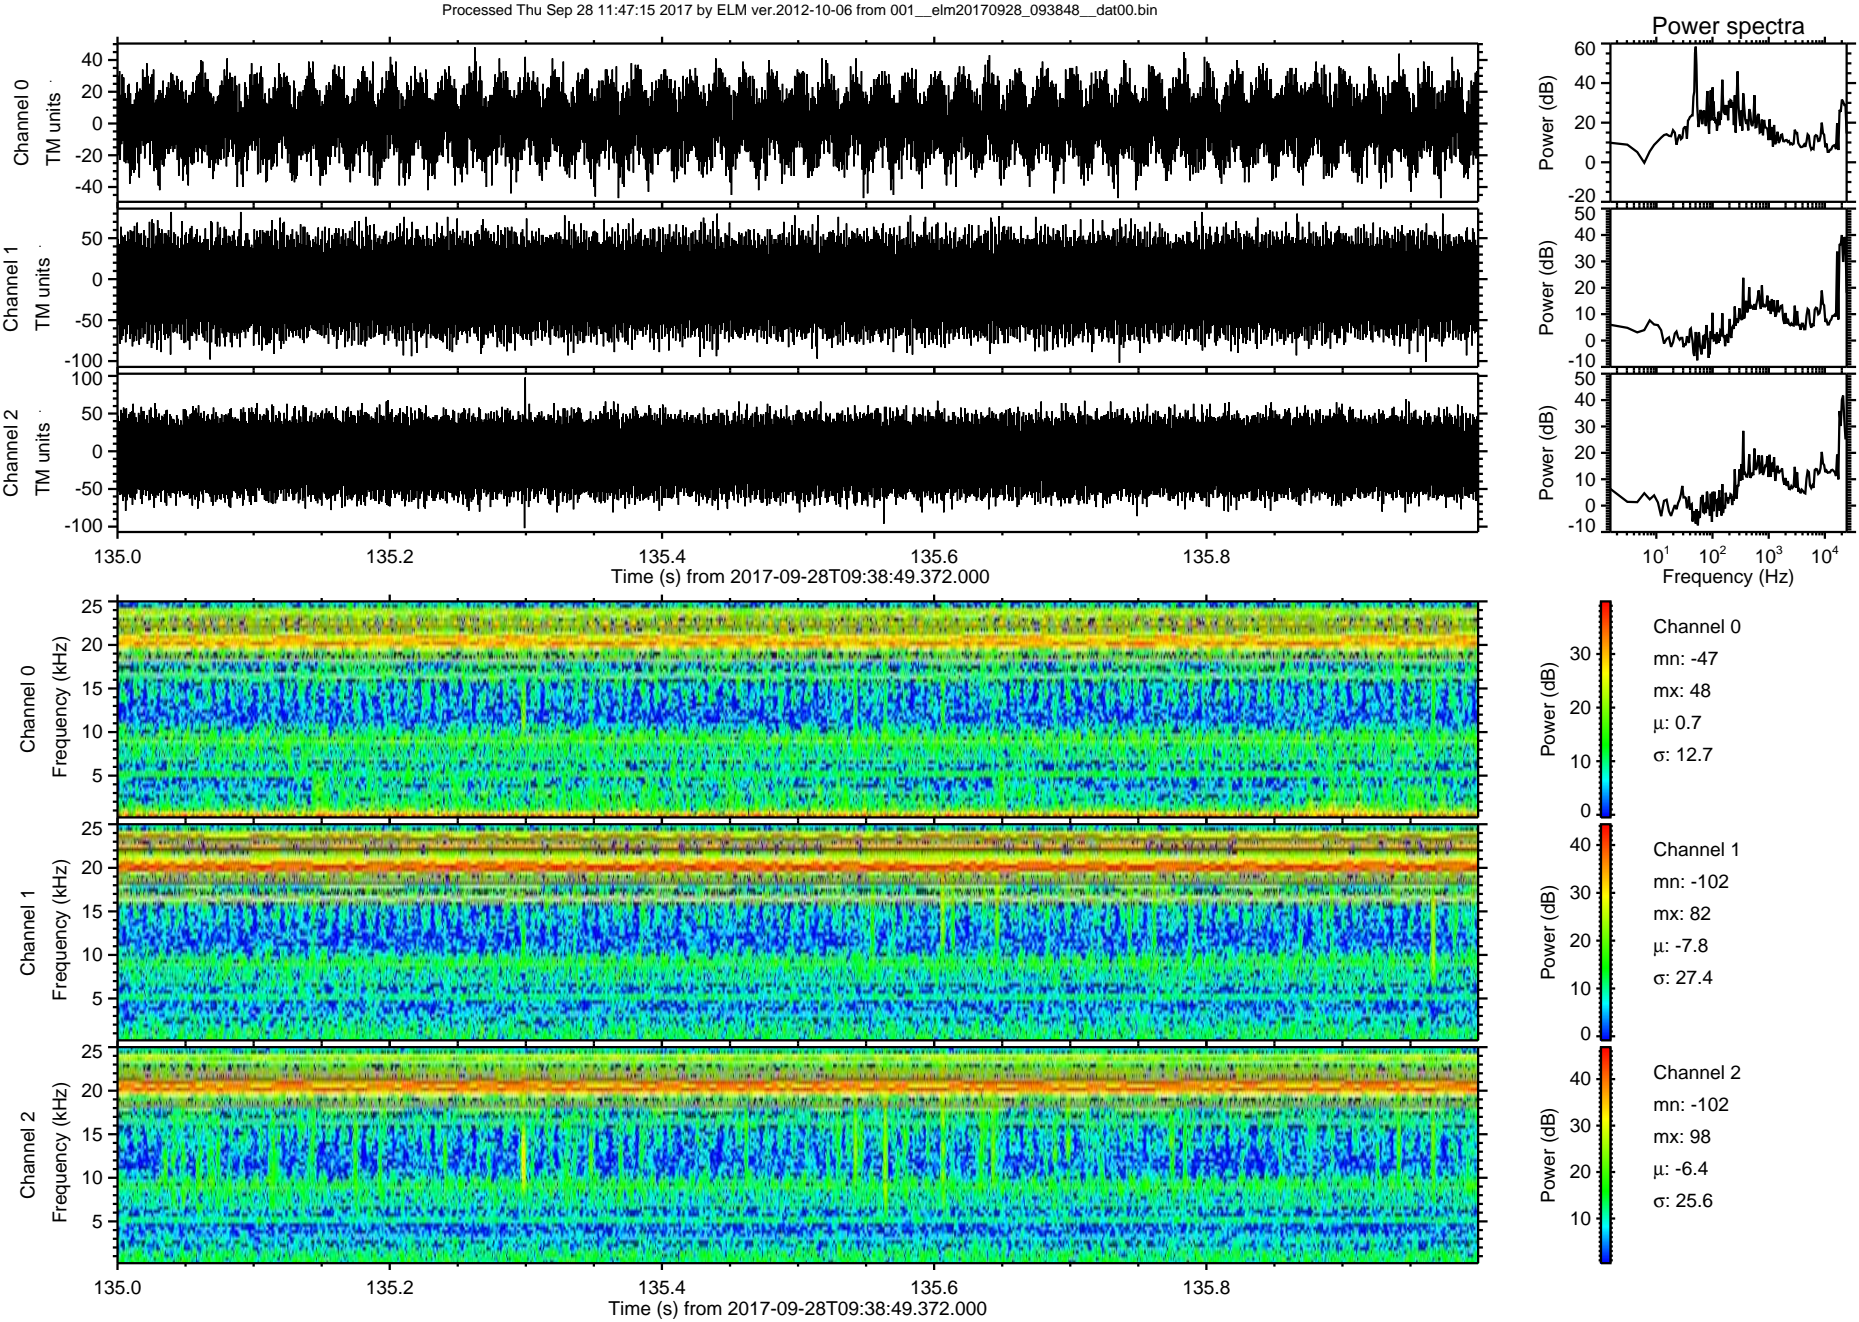 Processed Thu Sep 28 11:47:15 2017 by ELM ver.2012-10-06 from 001__elm20170928_093848__dat00.bin
Power spectra
Channel 0
TM units
40
20
0
-20
-40
Power (dB)
60
40
20
0
-20
Channel 1
TM units
50
0
-50
-100
Power (dB)
50
40
30
20
10
0
-10
Channel 2
TM units
100
50
0
-50
-100
Power (dB)
50
40
30
20
10
0
-10
135.0 135.2 135.4 135.6 135.8
Time (s) from 2017-09-28T09:38:49.372.000
10¹ 10² 10³ 10⁴
Frequency (Hz)
Channel 0
Frequency (kHz)
25
20
15
10
5
Power (dB)
30
20
10
0
Channel 0
mn: -47
mx: 48
μ: 0.7
σ: 12.7
Channel 1
Frequency (kHz)
25
20
15
10
5
Power (dB)
40
30
20
10
0
Channel 1
mn: -102
mx: 82
μ: -7.8
σ: 27.4
Channel 2
Frequency (kHz)
25
20
15
10
5
Power (dB)
40
30
20
10
Channel 2
mn: -102
mx: 98
μ: -6.4
σ: 25.6
135.0 135.2 135.4 135.6 135.8
Time (s) from 2017-09-28T09:38:49.372.000